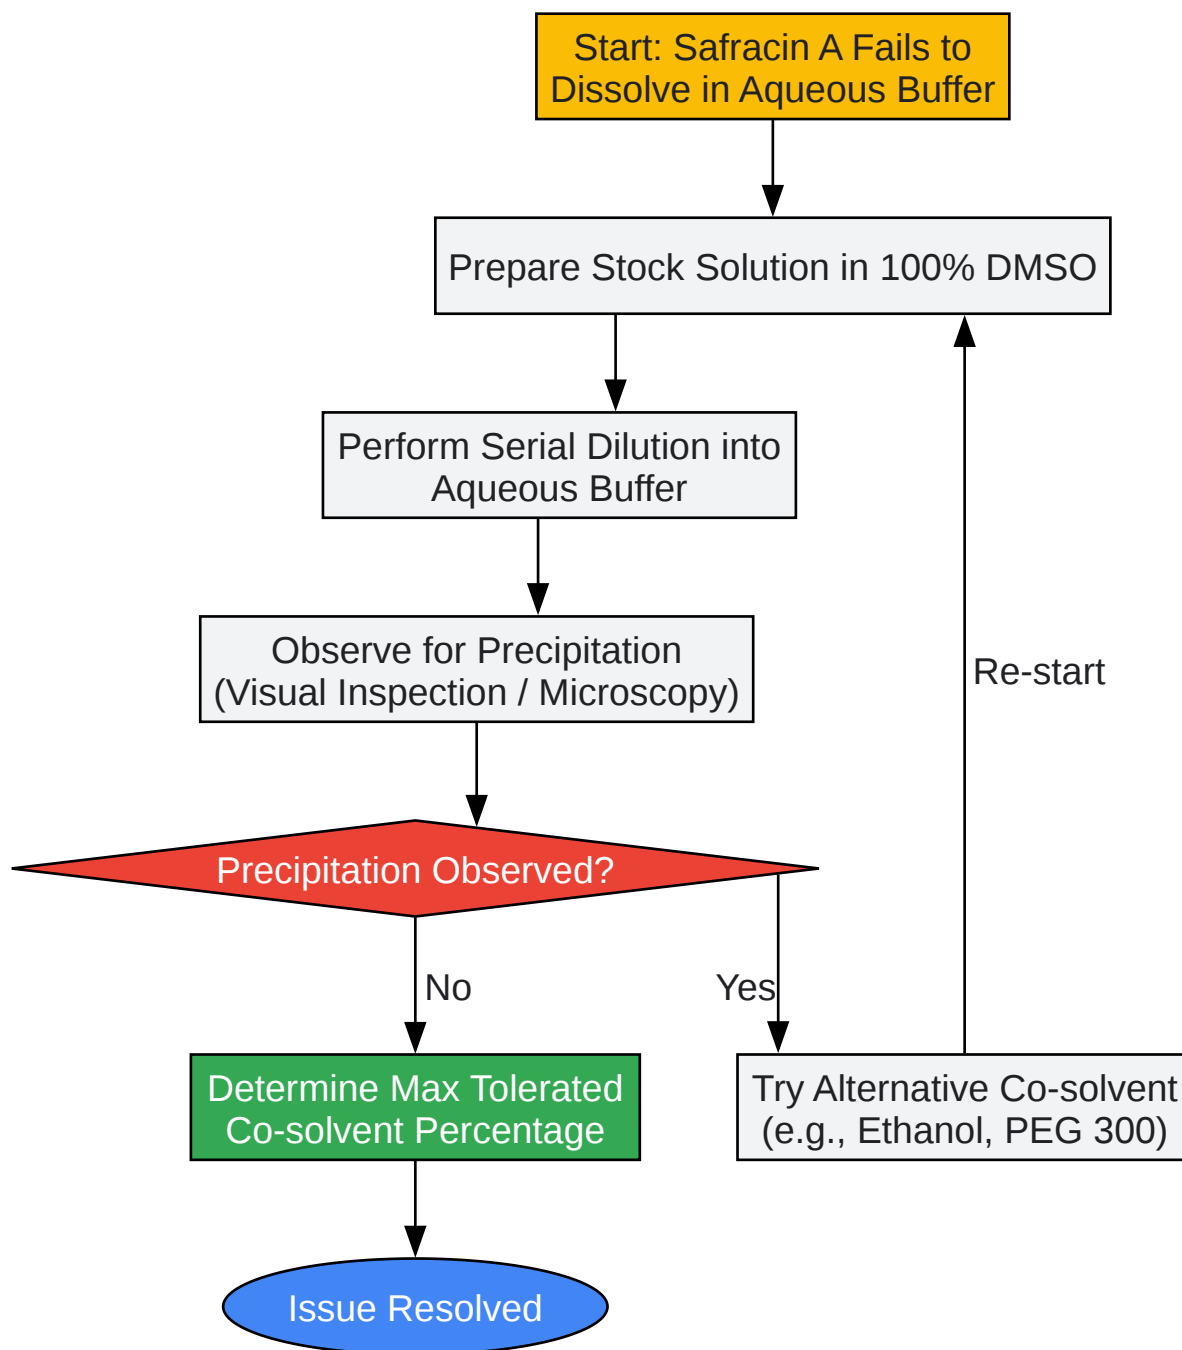 Start: Safracin A Fails to
Dissolve in Aqueous Buffer
Prepare Stock Solution in 100% DMSO
Perform Serial Dilution into
Aqueous Buffer
Observe for Precipitation
(Visual Inspection / Microscopy)
Re-start
Precipitation Observed?
No
Yes
Determine Max Tolerated
Co-solvent Percentage
Try Alternative Co-solvent
(e.g., Ethanol, PEG 300)
Issue Resolved